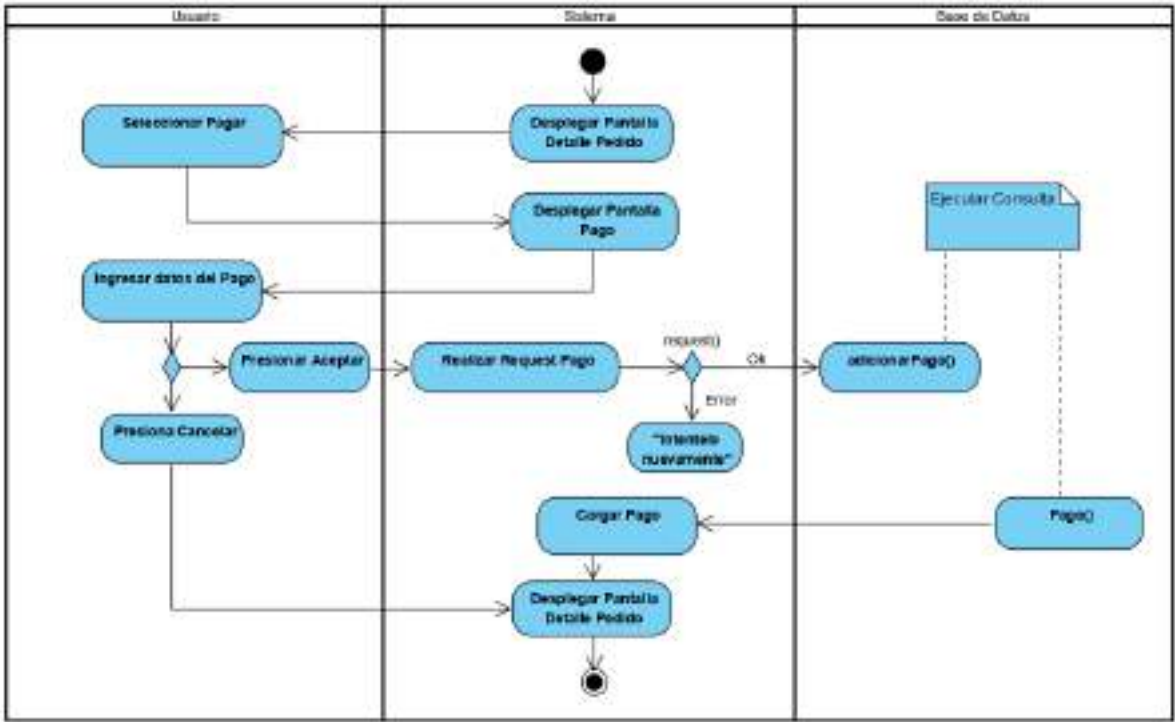 Usuario
Sistema
Base de Datos
Seleccionar Pagar
Desplegar Pantalla
Detalle Pedido
Desplegar Pantalla
Pago
Ejecutar Consulta
Ingresar datos del Pago
Presionar Aceptar
Realizar Request Pago
request()
Ok
adicionarPago()
Error
Presiona Cancelar
"Intentelo
nuevamente"
Cargar Pago
Pago()
Desplegar Pantalla
Detalle Pedido